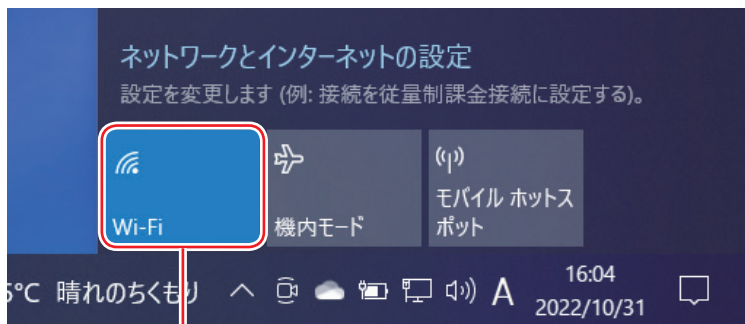 ネットワークとインターネットの設定
設定を変更します (例: 接続を従量制課金接続に設定する)。
Wi-Fi
機内モード
モバイル ホットス
ポット
5°C 晴れのちくもり
A
16:04
2022/10/31